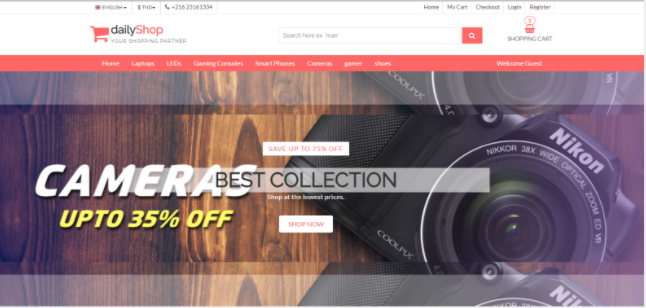 ENGLISH $ TND +216 23161334 Home My Cart Checkout Login Register
dailyShop
YOUR SHOPPING PARTNER
Search here ex. 'man'
2
SHOPPING CART
Home Laptops LEDs Gaming Consoles Smart Phones Cameras gamer shoes Welcome Guest
COOLPIX
4.0
SAVE UP TO 75% OFF
Nikon
NIKKOR 38X WIDE OPTICAL ZOOM ED VR
CAMERAS
BEST COLLECTION
Shop at the lowest prices.
UPTO 35% OFF
SHOP NOW
COOLPIX
Nikon